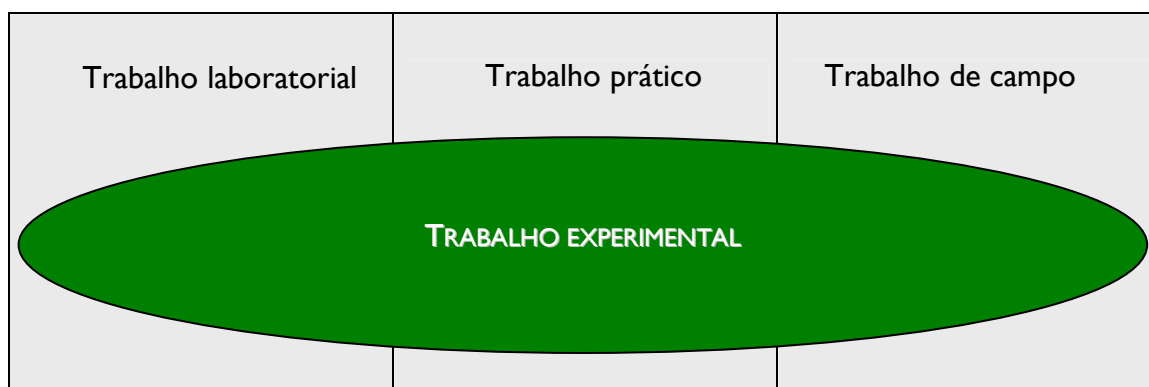 Trabalho laboratorial
Trabalho prático
Trabalho de campo
TRABALHO EXPERIMENTAL